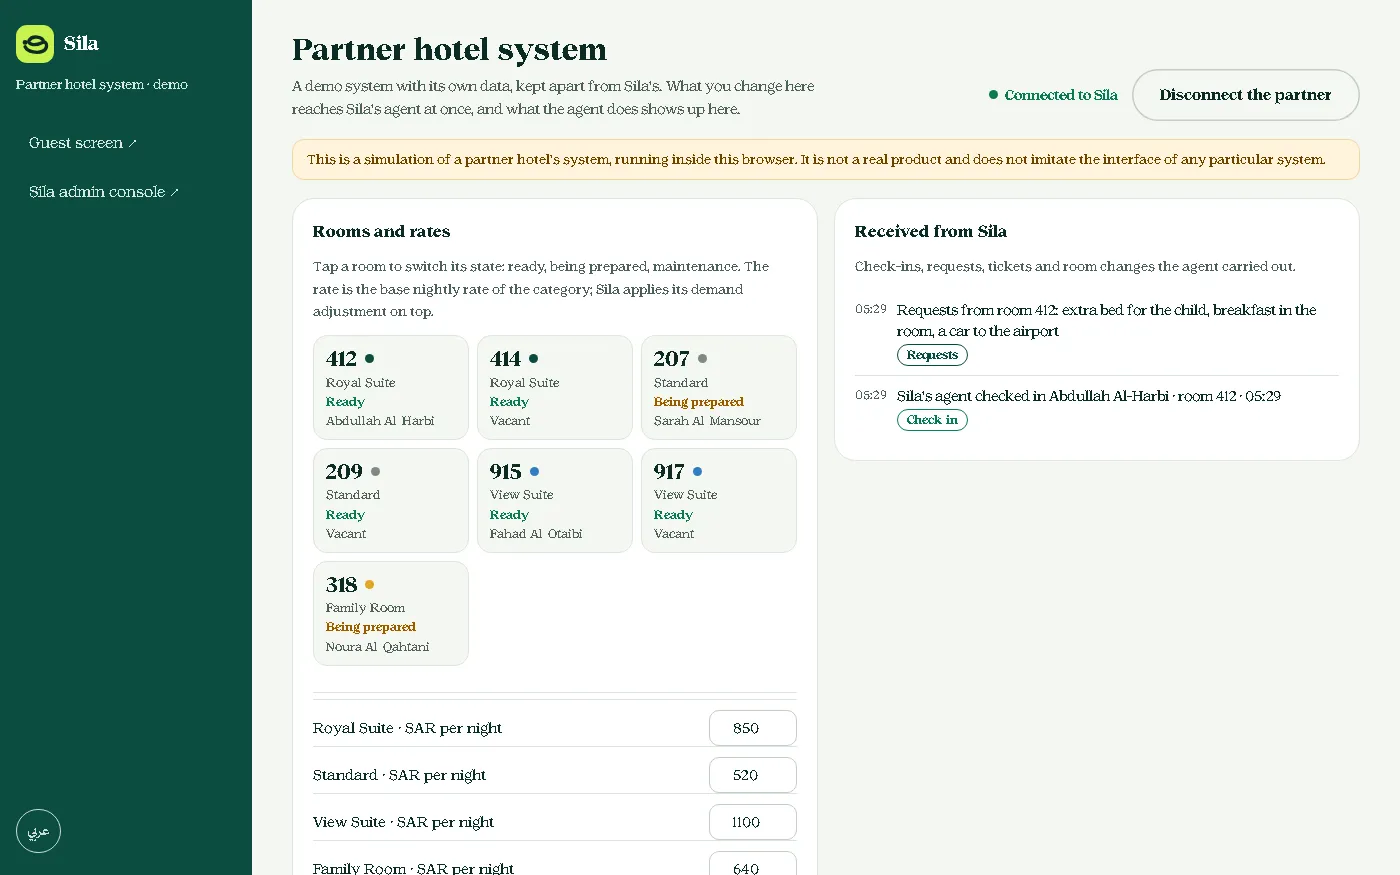 Sila
Partner hotel system · demo
Guest screen ↗
Sila admin console ↗
عربي
Partner hotel system
A demo system with its own data, kept apart from Sila's. What you change here
reaches Sila's agent at once, and what the agent does shows up here.
Connected to Sila
Disconnect the partner
This is a simulation of a partner hotel's system, running inside this browser. It is not a real product and does not imitate the interface of any particular system.
Rooms and rates
Tap a room to switch its state: ready, being prepared, maintenance. The
rate is the base nightly rate of the category; Sila applies its demand
adjustment on top.
412
Royal Suite
Ready
Abdullah Al-Harbi
414
Royal Suite
Ready
Vacant
207
Standard
Being prepared
Sarah Al-Mansour
209
Standard
Ready
Vacant
915
View Suite
Ready
Fahad Al-Otaibi
917
View Suite
Ready
Vacant
318
Family Room
Being prepared
Noura Al-Qahtani
Royal Suite · SAR per night
850
Standard · SAR per night
520
View Suite · SAR per night
1100
Family Room · SAR per night
640
Received from Sila
Check-ins, requests, tickets and room changes the agent carried out.
05:29
Requests from room 412: extra bed for the child, breakfast in the
room, a car to the airport
Requests
05:29
Sila's agent checked in Abdullah Al-Harbi · room 412 · 05:29
Check in